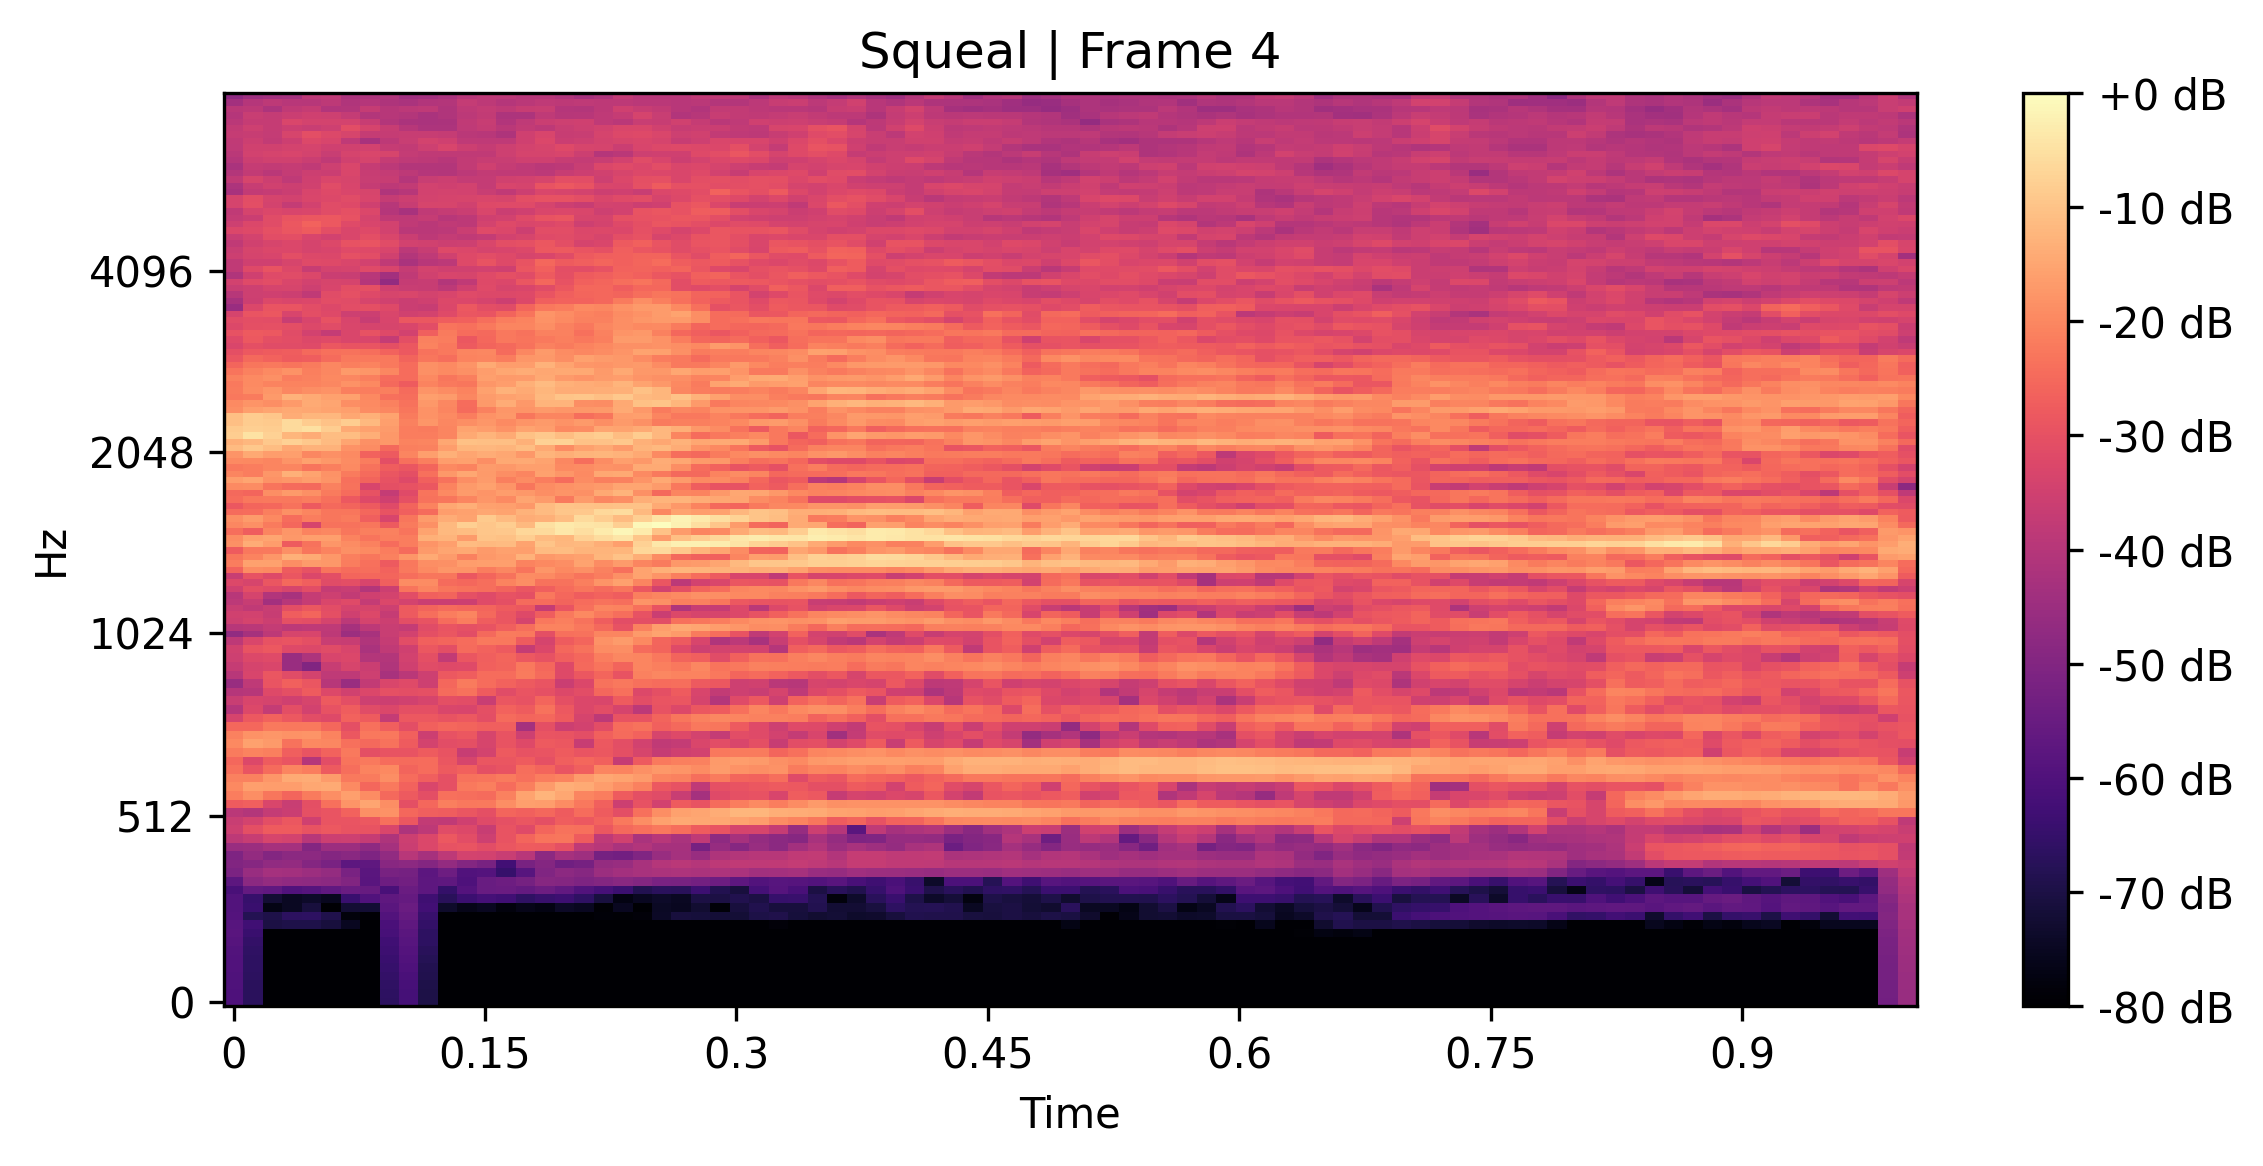 Squeal | Frame 4
Hz
4096
2048
1024
512
0
0 0.15 0.3 0.45 0.6 0.75 0.9
Time
+0 dB
-10 dB
-20 dB
-30 dB
-40 dB
-50 dB
-60 dB
-70 dB
-80 dB